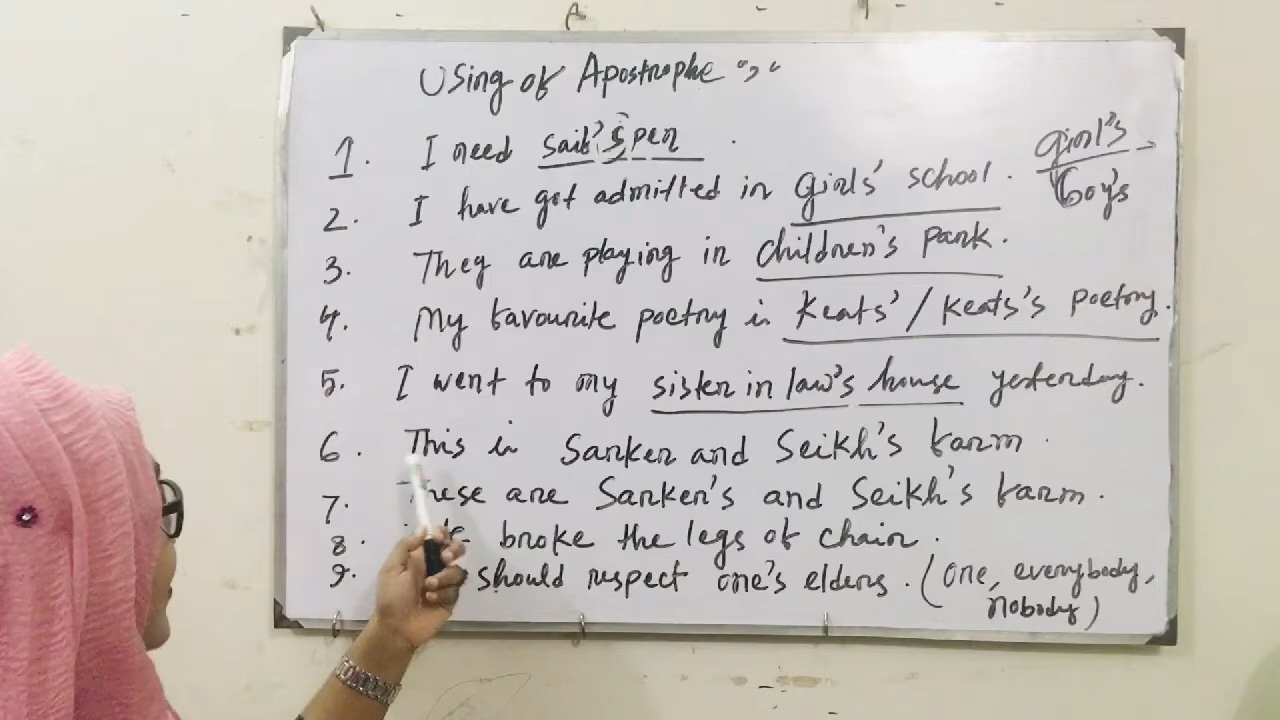 Using of Apostrophe "," 
1. I need Saif's pen .
2. I have got admitted in girls' school . girl's
boy's
3. They are playing in children's park.
4. My favourite poetry is Keats' / Keats's poetry.
5. I went to my sister in law's house yesterday.
6. This is Sarker and Seikh's farm .
7. These are Sarker's and Seikh's farm .
8. broke the legs of chair .
9. should respect one's elders . (one, everybody,
nobody)